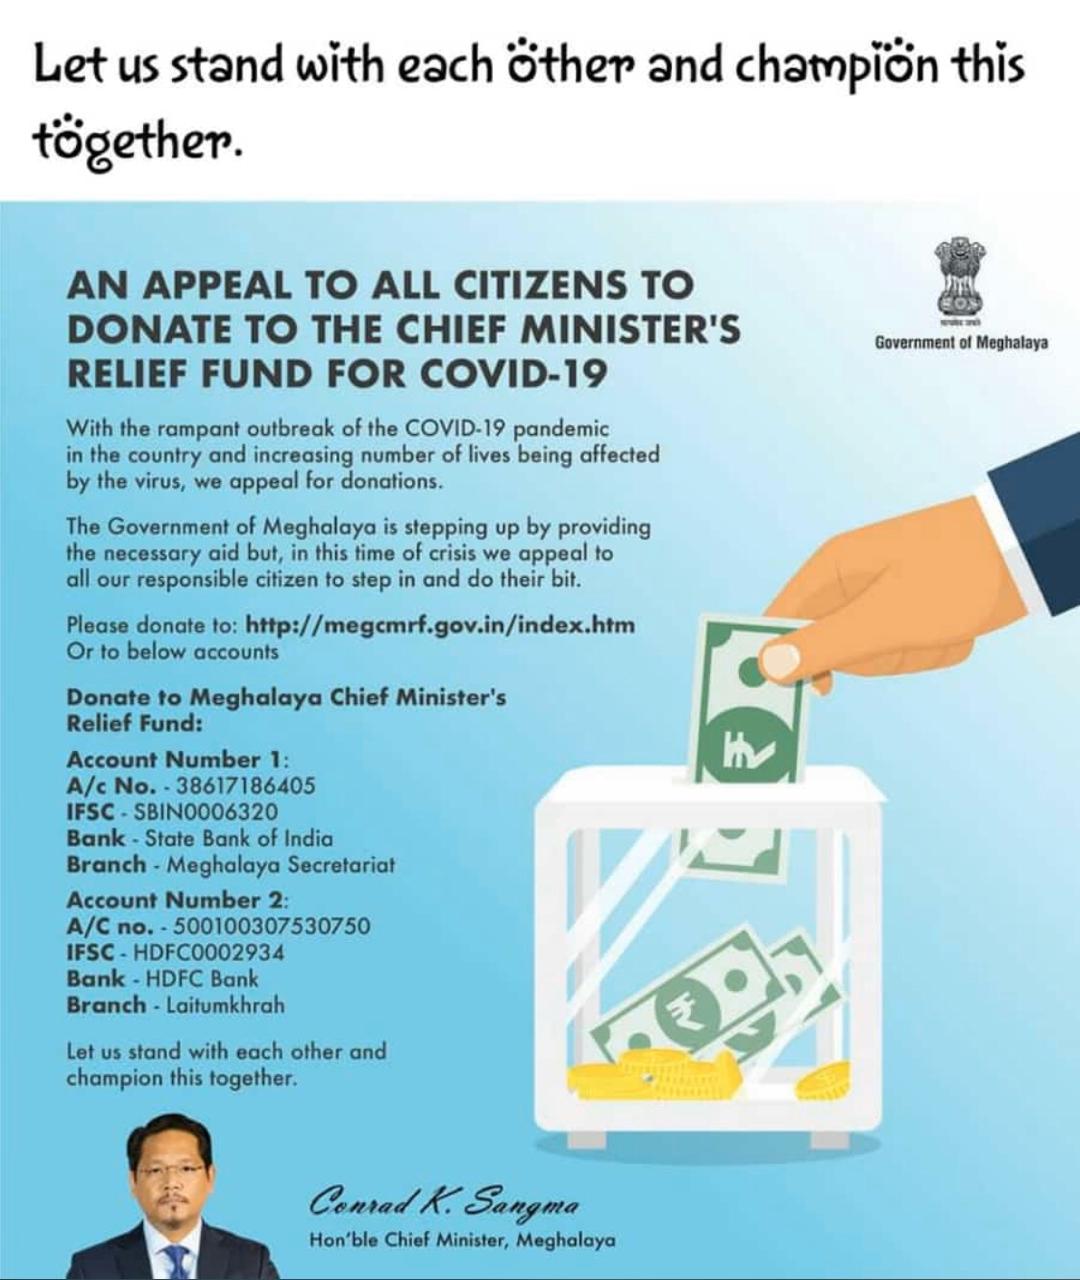 Let us stand with each other and champion this
together.
AN APPEAL TO ALL CITIZENS TO
DONATE TO THE CHIEF MINISTER'S
RELIEF FUND FOR COVID-19
Government of Meghalaya
With the rampant outbreak of the COVID-19 pandemic
in the country and increasing number of lives being affected
by the virus, we appeal for donations.
The Government of Meghalaya is stepping up by providing
the necessary aid but, in this time of crisis we appeal to
all our responsible citizen to step in and do their bit.
Please donate to: http://megcmrf.gov.in/index.htm
Or to below accounts
Donate to Meghalaya Chief Minister's
Relief Fund:
Account Number 1:
A/c No. - 38617186405
IFSC - SBIN0006320
Bank - State Bank of India
Branch - Meghalaya Secretariat
Account Number 2:
A/C no. - 500100307530750
IFSC - HDFC0002934
Bank - HDFC Bank
Branch - Laitumkhrah
Let us stand with each other and
champion this together.
Conrad K. Sangma
Hon'ble Chief Minister, Meghalaya